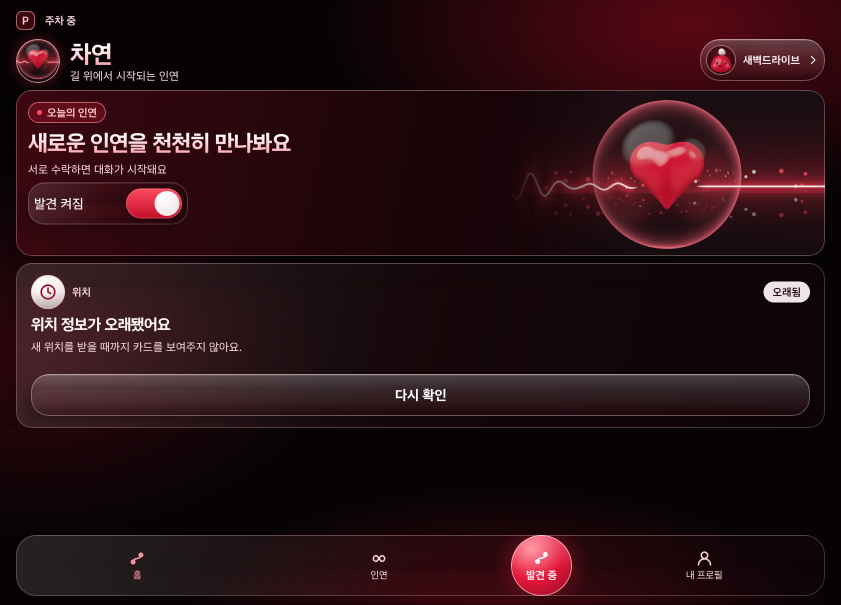 P 주차 중
차연
길 위에서 시작되는 인연
새벽드라이브
오늘의 인연
새로운 인연을 천천히 만나봐요
서로 수락하면 대화가 시작돼요
발견 켜짐
위치
오래됨
위치 정보가 오래됐어요
새 위치를 받을 때까지 카드를 보여주지 않아요.
다시 확인
홈
인연
발견 중
내 프로필